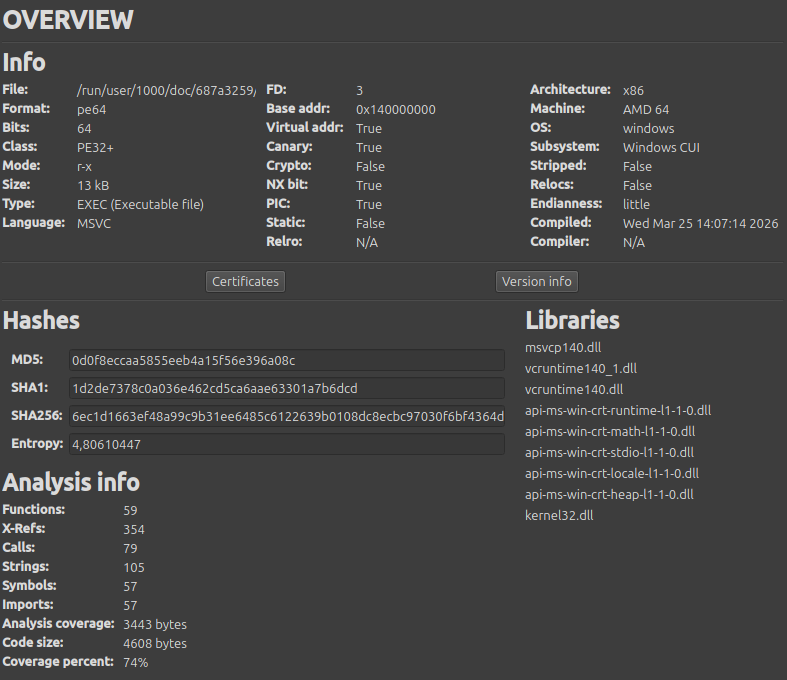 OVERVIEW
Info
File: /run/user/1000/doc/687a3259/ FD: 3 Architecture: x86
Format: pe64 Base addr: 0x140000000 Machine: AMD 64
Bits: 64 Virtual addr: True OS: windows
Class: PE32+ Canary: True Subsystem: Windows CUI
Mode: r-x Crypto: False Stripped: False
Size: 13 kB NX bit: True Relocs: False
Type: EXEC (Executable file) PIC: True Endianness: little
Language: MSVC Static: False Compiled: Wed Mar 25 14:07:14 2026
Relro: N/A Compiler: N/A
Certificates Version info
Hashes
MD5: 0d0f8eccaa5855eeb4a15f56e396a08c
SHA1: 1d2de7378c0a036e462cd5ca6aae63301a7b6dcd
SHA256: 6ec1d1663ef48a99c9b31ee6485c6122639b0108dc8ecbc97030f6bf4364d
Entropy: 4,80610447
Libraries
msvcp140.dll
vcruntime140_1.dll
vcruntime140.dll
api-ms-win-crt-runtime-l1-1-0.dll
api-ms-win-crt-math-l1-1-0.dll
api-ms-win-crt-stdio-l1-1-0.dll
api-ms-win-crt-locale-l1-1-0.dll
api-ms-win-crt-heap-l1-1-0.dll
kernel32.dll
Analysis info
Functions: 59
X-Refs: 354
Calls: 79
Strings: 105
Symbols: 57
Imports: 57
Analysis coverage: 3443 bytes
Code size: 4608 bytes
Coverage percent: 74%